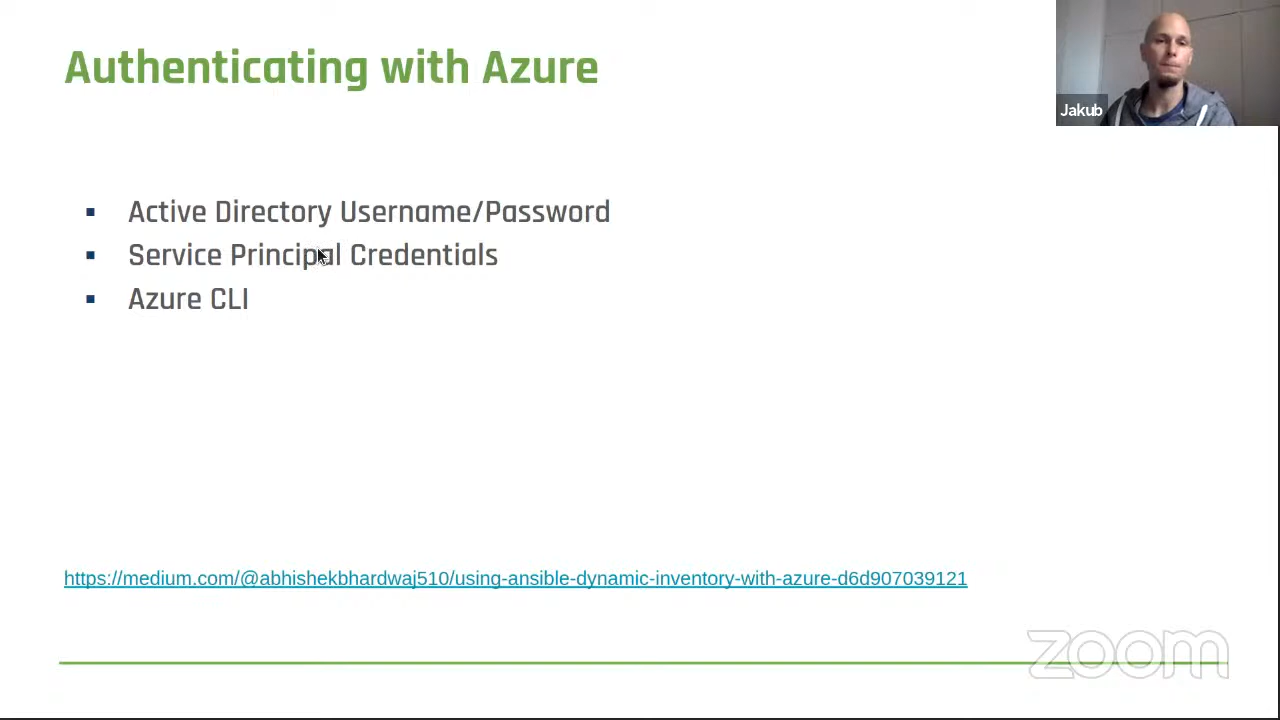 Authenticating with Azure
Jakub
Active Directory Username/Password
Service Principal Credentials
Azure CLI
https://medium.com/@abhishekbhardwaj510/using-ansible-dynamic-inventory-with-azure-d6d907039121
zoom